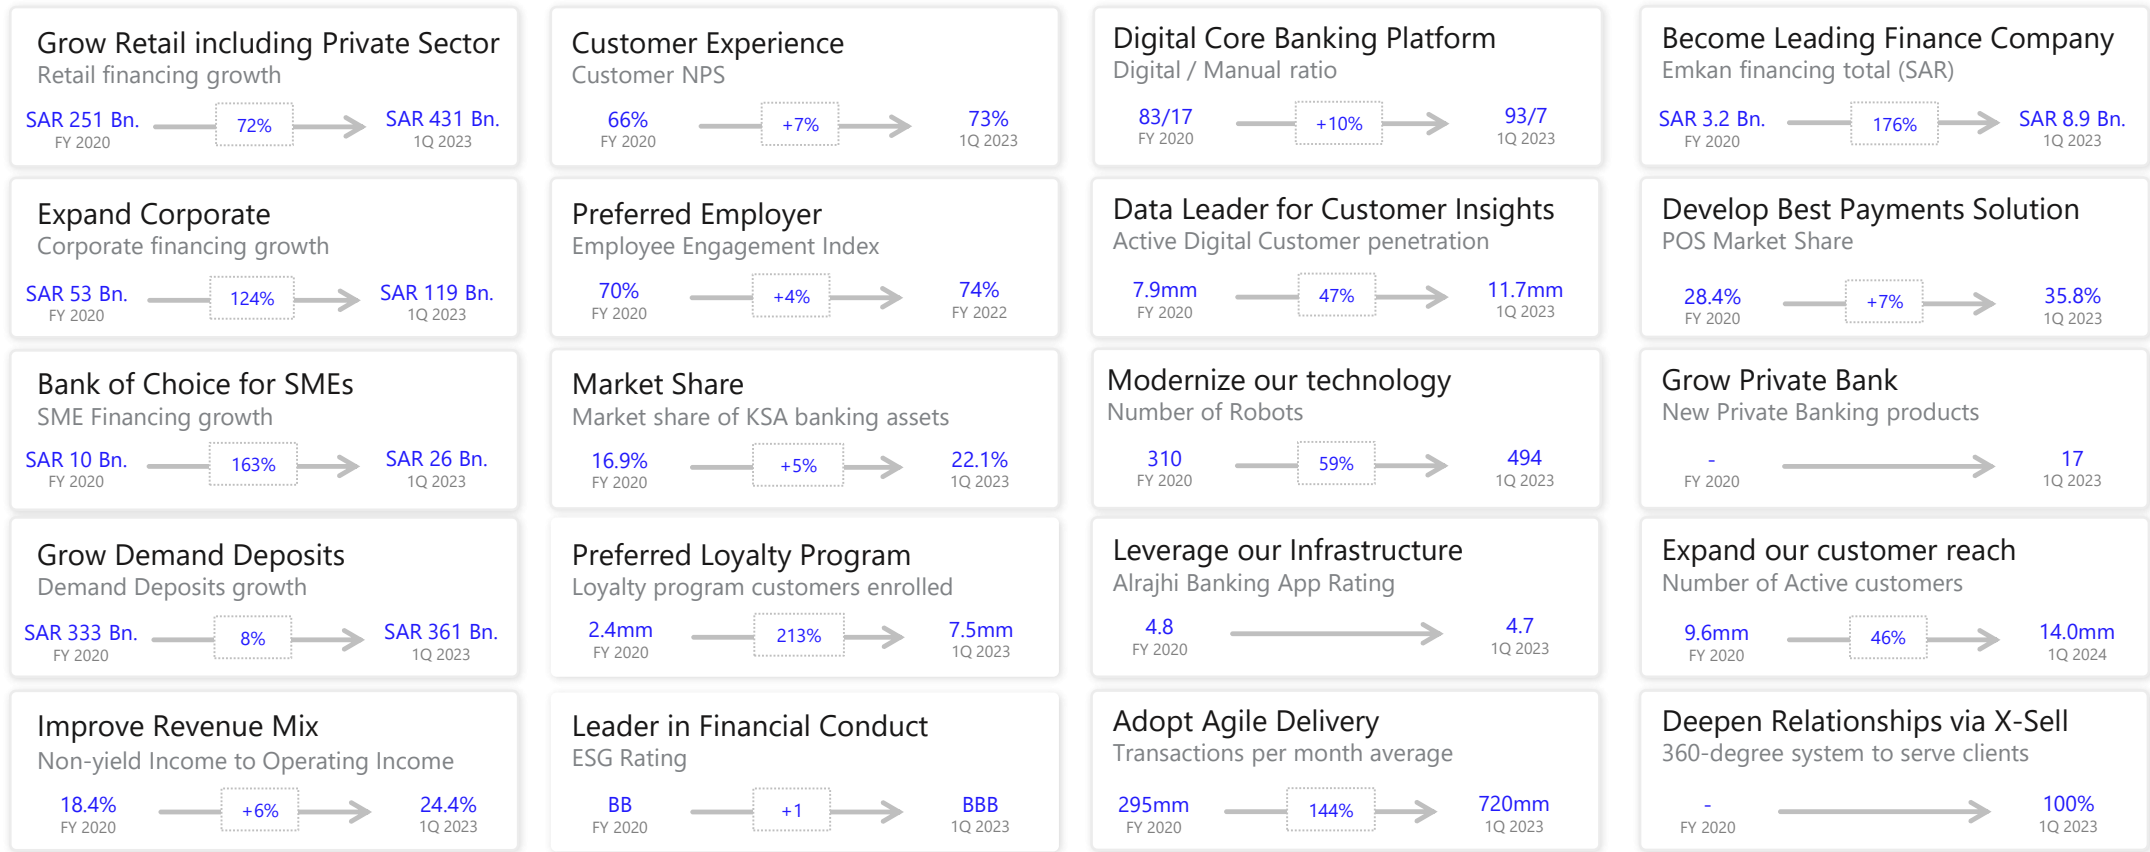 Grow Retail including Private Sector
Retail financing growth
SAR 251 Bn.
FY 2020
72%
SAR 431 Bn.
1Q 2023
Customer Experience
Customer NPS
66%
FY 2020
+7%
73%
1Q 2023
Digital Core Banking Platform
Digital / Manual ratio
83/17
FY 2020
+10%
93/7
1Q 2023
Become Leading Finance Company
Emkan financing total (SAR)
SAR 3.2 Bn.
FY 2020
176%
SAR 8.9 Bn.
1Q 2023
Expand Corporate
Corporate financing growth
SAR 53 Bn.
FY 2020
124%
SAR 119 Bn.
1Q 2023
Preferred Employer
Employee Engagement Index
70%
FY 2020
+4%
74%
FY 2022
Data Leader for Customer Insights
Active Digital Customer penetration
7.9mm
FY 2020
47%
11.7mm
1Q 2023
Develop Best Payments Solution
POS Market Share
28.4%
FY 2020
+7%
35.8%
1Q 2023
Bank of Choice for SMEs
SME Financing growth
SAR 10 Bn.
FY 2020
163%
SAR 26 Bn.
1Q 2023
Market Share
Market share of KSA banking assets
16.9%
FY 2020
+5%
22.1%
1Q 2023
Modernize our technology
Number of Robots
310
FY 2020
59%
494
1Q 2023
Grow Private Bank
New Private Banking products
-
FY 2020
17
1Q 2023
Grow Demand Deposits
Demand Deposits growth
SAR 333 Bn.
FY 2020
8%
SAR 361 Bn.
1Q 2023
Preferred Loyalty Program
Loyalty program customers enrolled
2.4mm
FY 2020
213%
7.5mm
1Q 2023
Leverage our Infrastructure
Alrajhi Banking App Rating
4.8
FY 2020
4.7
1Q 2023
Expand our customer reach
Number of Active customers
9.6mm
FY 2020
46%
14.0mm
1Q 2024
Improve Revenue Mix
Non-yield Income to Operating Income
18.4%
FY 2020
+6%
24.4%
1Q 2023
Leader in Financial Conduct
ESG Rating
BB
FY 2020
+1
BBB
1Q 2023
Adopt Agile Delivery
Transactions per month average
295mm
FY 2020
144%
720mm
1Q 2023
Deepen Relationships via X-Sell
360-degree system to serve clients
-
FY 2020
100%
1Q 2023